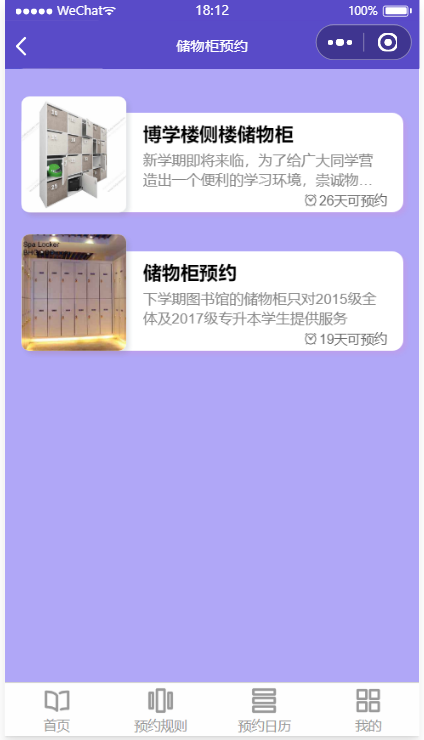 WeChat
18:12
100%
储物柜预约
博学楼侧楼储物柜
新学期即将来临，为了给广大同学营
造出一个便利的学习环境，崇诚物...
26天可预约
Spa Locker
储物柜预约
下学期图书馆的储物柜只对2015级全
体及2017级专升本学生提供服务
19天可预约
首页
预约规则
预约日历
我的